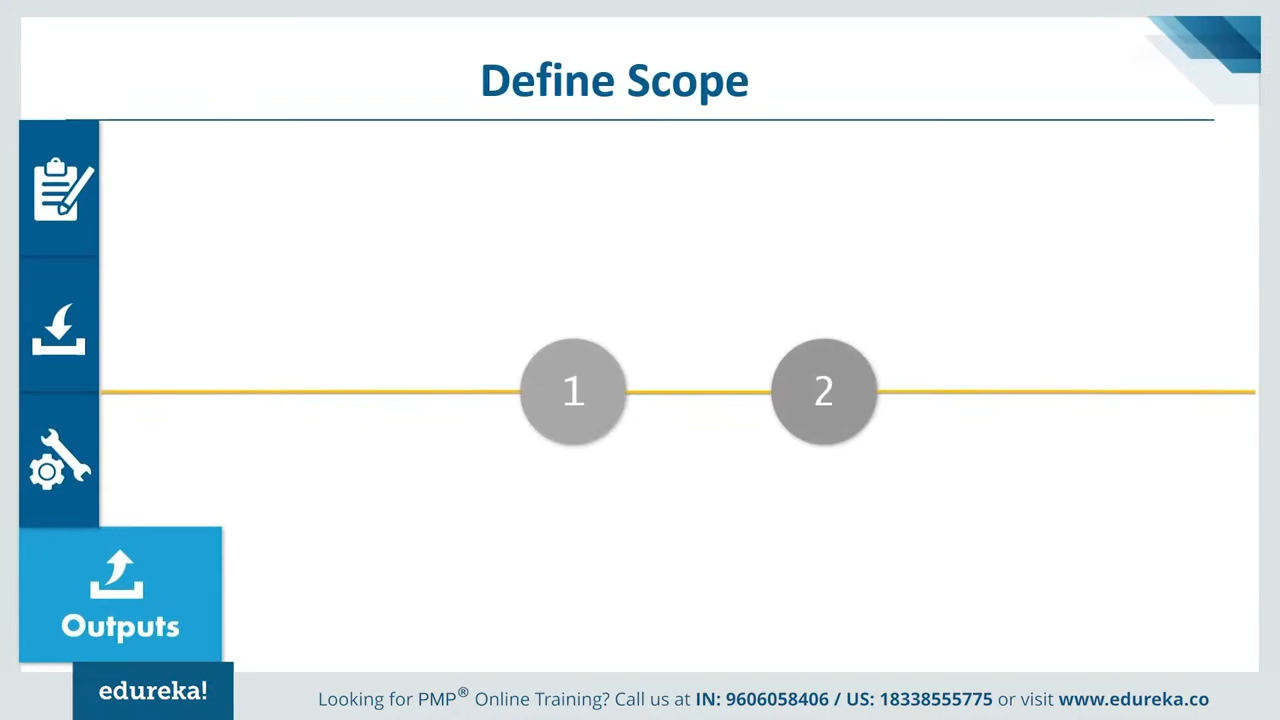 Define Scope
1
2
Outputs
edureka!
Looking for PMP® Online Training? Call us at IN: 9606058406 / US: 18338555775 or visit www.edureka.co